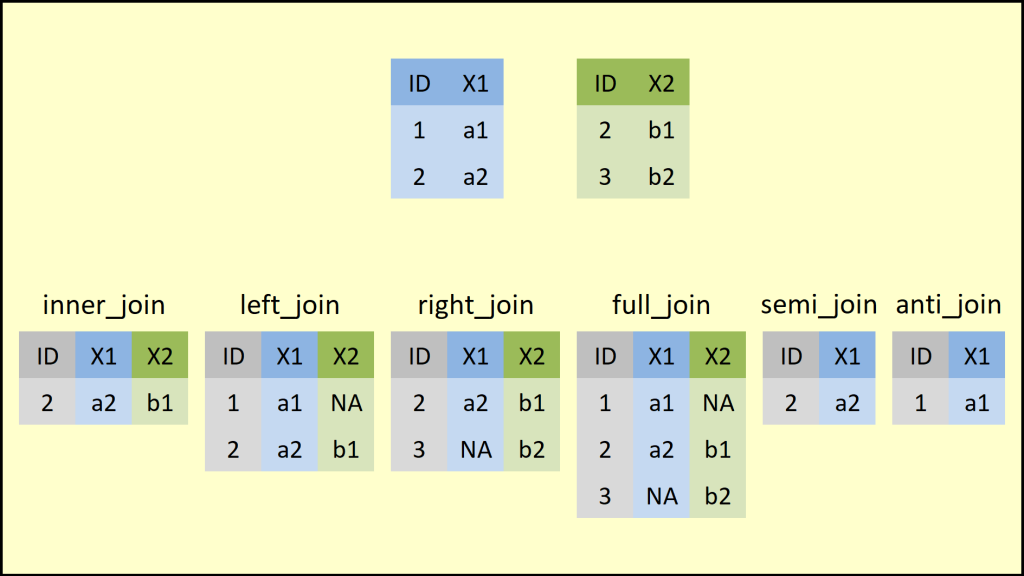 ID X1 ID X2
1 a1 2 b1
2 a2 3 b2
inner_join left_join right_join full_join semi_join anti_join
ID X1 X2 ID X1 X2 ID X1 X2 ID X1 X2 ID X1 ID X1
2 a2 b1 1 a1 NA 2 a2 b1 1 a1 NA 2 a2 1 a1
2 a2 b1 3 NA b2 2 a2 b1
3 NA b2